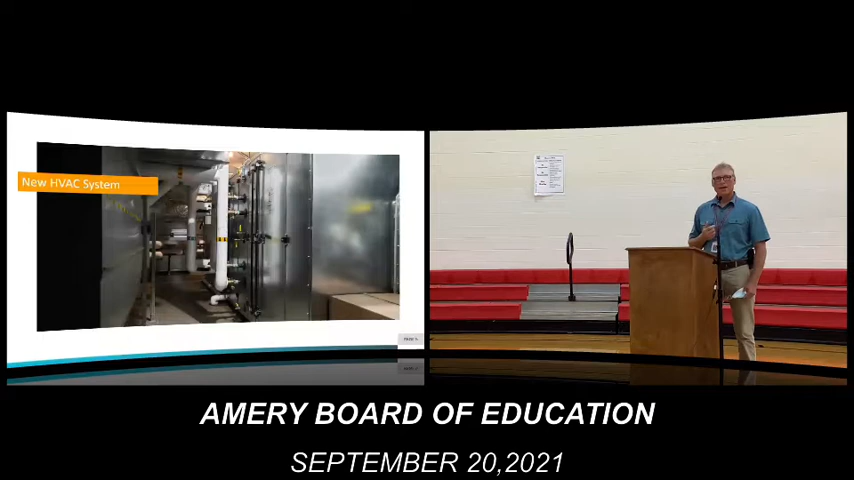 New HVAC System
AMERY BOARD OF EDUCATION
SEPTEMBER 20,2021